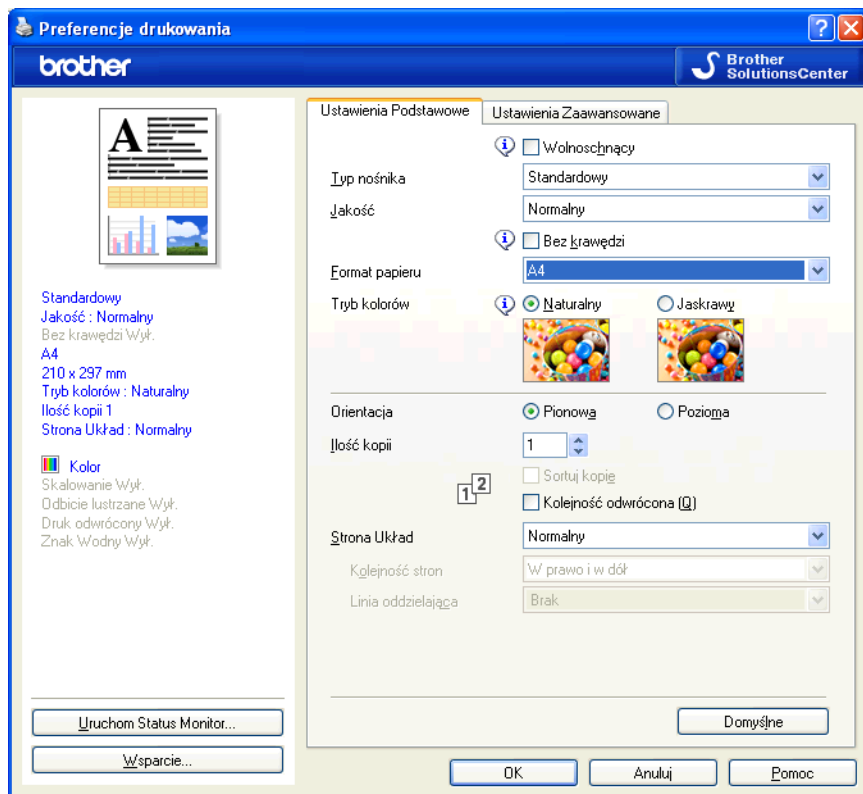 Preferencje drukowania
brother
Brother
SolutionsCenter
A
Standardowy
Jakość : Normalny
Bez krawędzi Wył.
A4
210 x 297 mm
Tryb kolorów : Naturalny
Ilość kopii 1
Strona Układ : Normalny
Kolor
Skalowanie Wył.
Odbicie lustrzane Wył.
Druk odwrócony Wył.
Znak Wodny Wył.
Uruchom Status Monitor...
Wsparcie...
Ustawienia Podstawowe
Ustawienia Zaawansowane
Wolnoschnący
Typ nośnika Standardowy
Jakość Normalny
Bez krawędzi
Format papieru A4
Tryb kolorów Naturalny Jaskrawy
Orientacja Pionowa Pozioma
Ilość kopii 1
Sortuj kopię
1 2
Kolejność odwrócona (Q)
Strona Układ Normalny
Kolejność stron W prawo i w dół
Linia oddzielająca Brak
Domyślne
OK Anuluj Pomoc